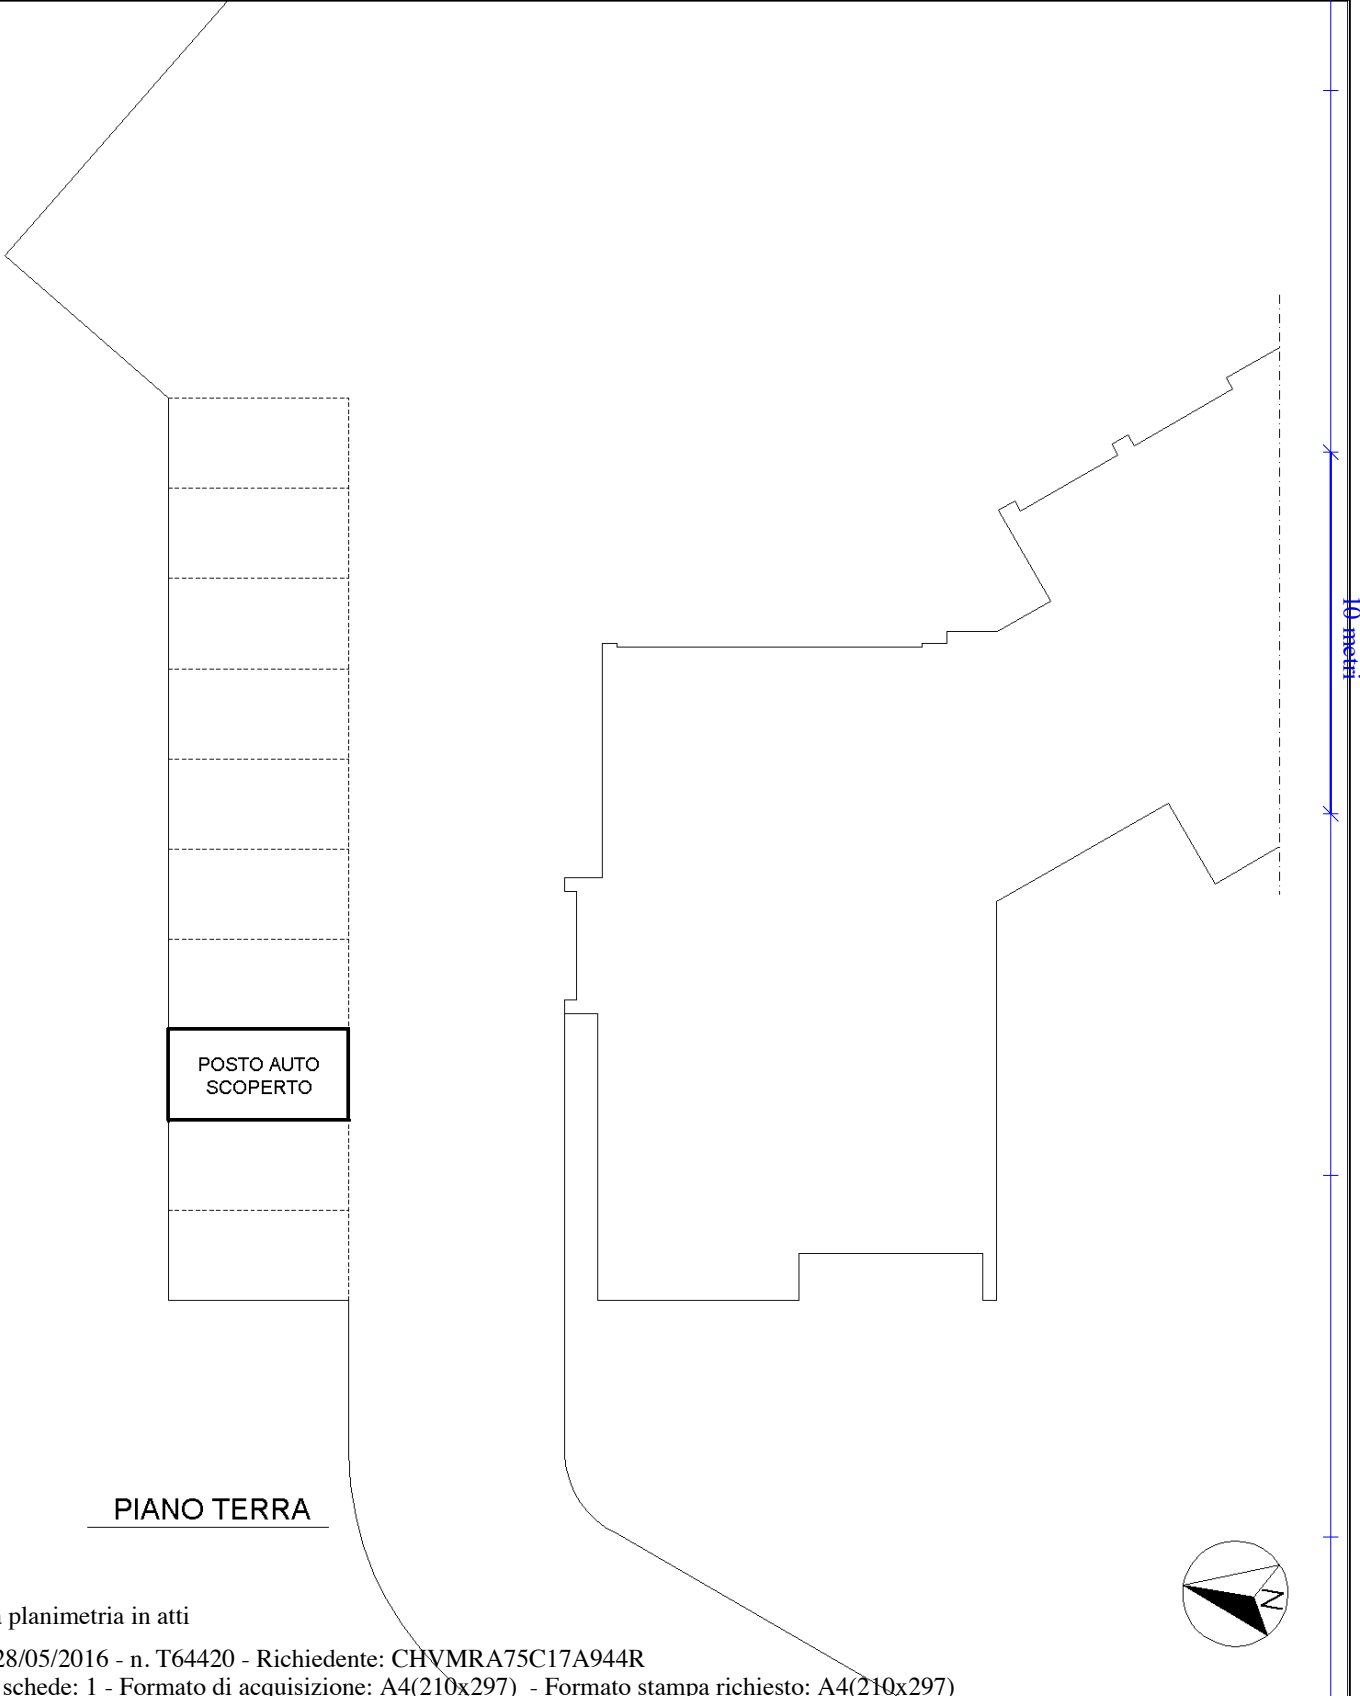 10 metri
POSTO AUTO
SCOPERTO
PIANO TERRA
N
planimetria in atti
28/05/2016 - n. T64420 - Richiedente: CHVMRA75C17A944R
schede: 1 - Formato di acquisizione: A4(210x297) - Formato stampa richiesto: A4(210x297)